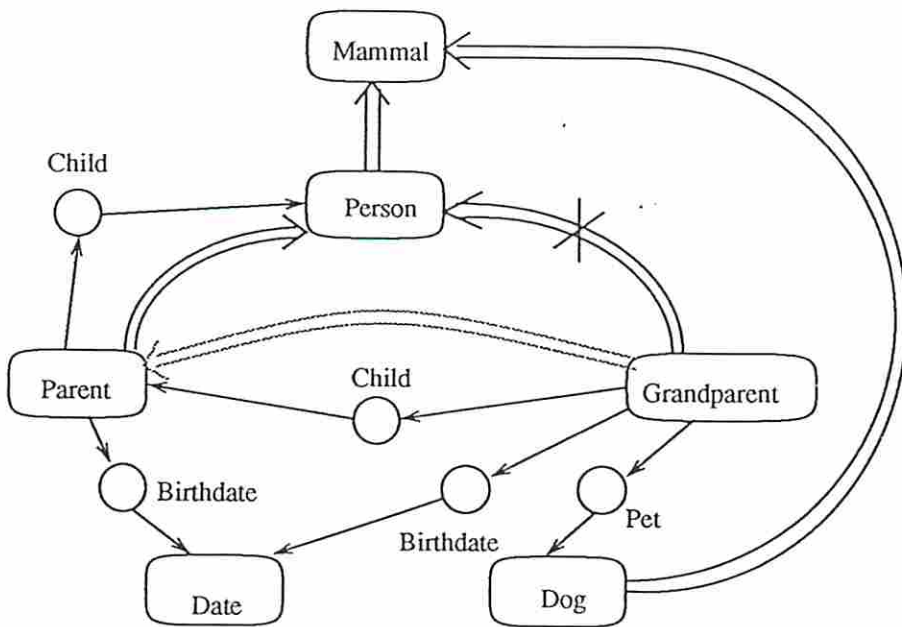 Mammal
Child
Person
Parent
Child
Grandparent
Birthdate
Birthdate
Pet
Date
Dog